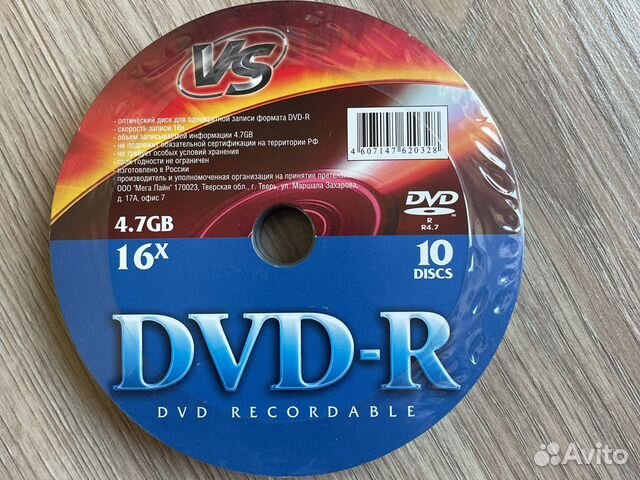 VS
- оптический диск для однократной записи формата DVD-R
- скорость записи 16x
- объем записываемой информации 4.7GB
- не подлежит обязательной сертификации на территории РФ
- не требует особых условий хранения
- срок годности не ограничен
- изготовлено в России
- производитель и уполномоченная организация на принятие претенз
ООО "Мега Лайн" 170023, Тверская обл., г. Тверь, ул. Маршала Захарова,
д. 17А, офис 7
4 607147 620328
DVD
R
R4.7
4.7GB
16X
10
DISCS
DVD-R
DVD RECORDABLE
Avito